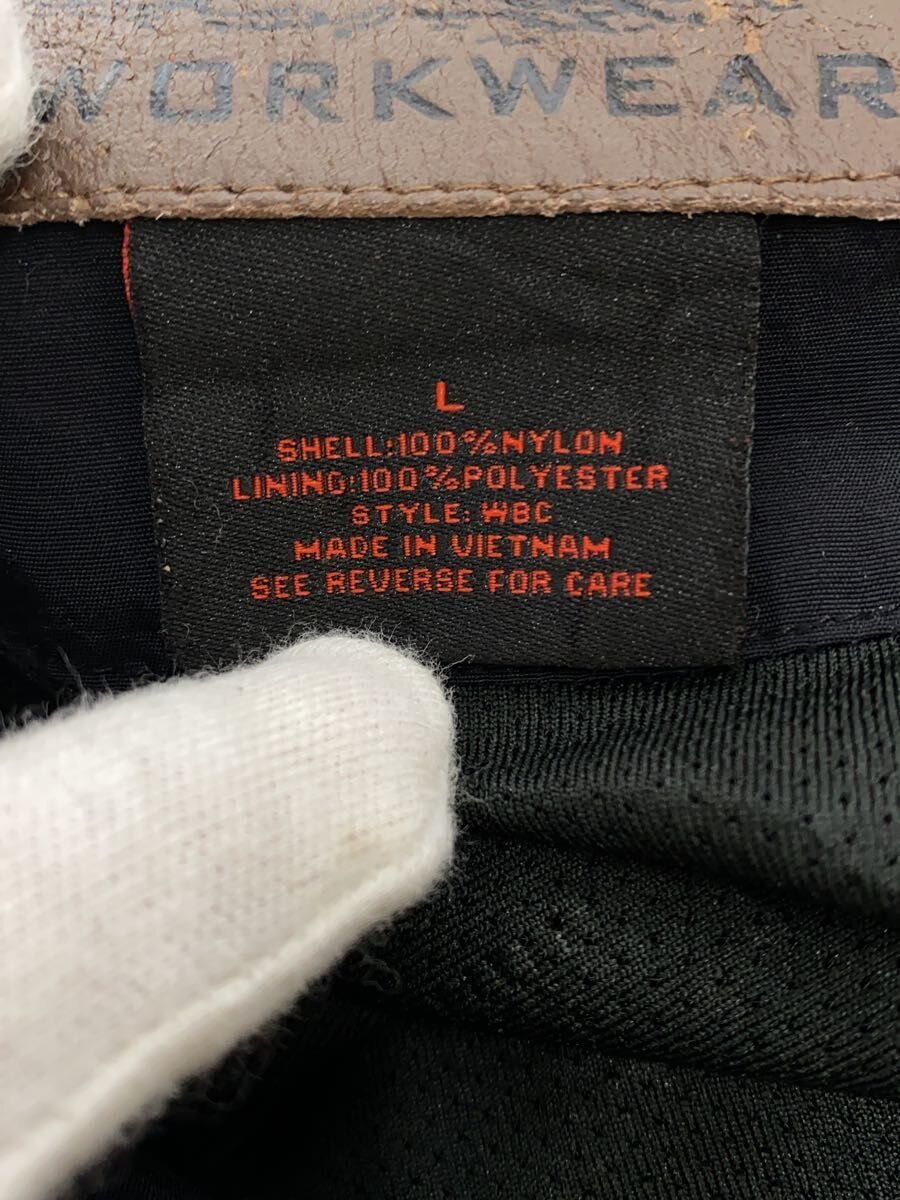 WORKWEAR
L
SHELL:100%NYLON
LINING:100%POLYESTER
STYLE: WBC
MADE IN VIETNAM
SEE REVERSE FOR CARE